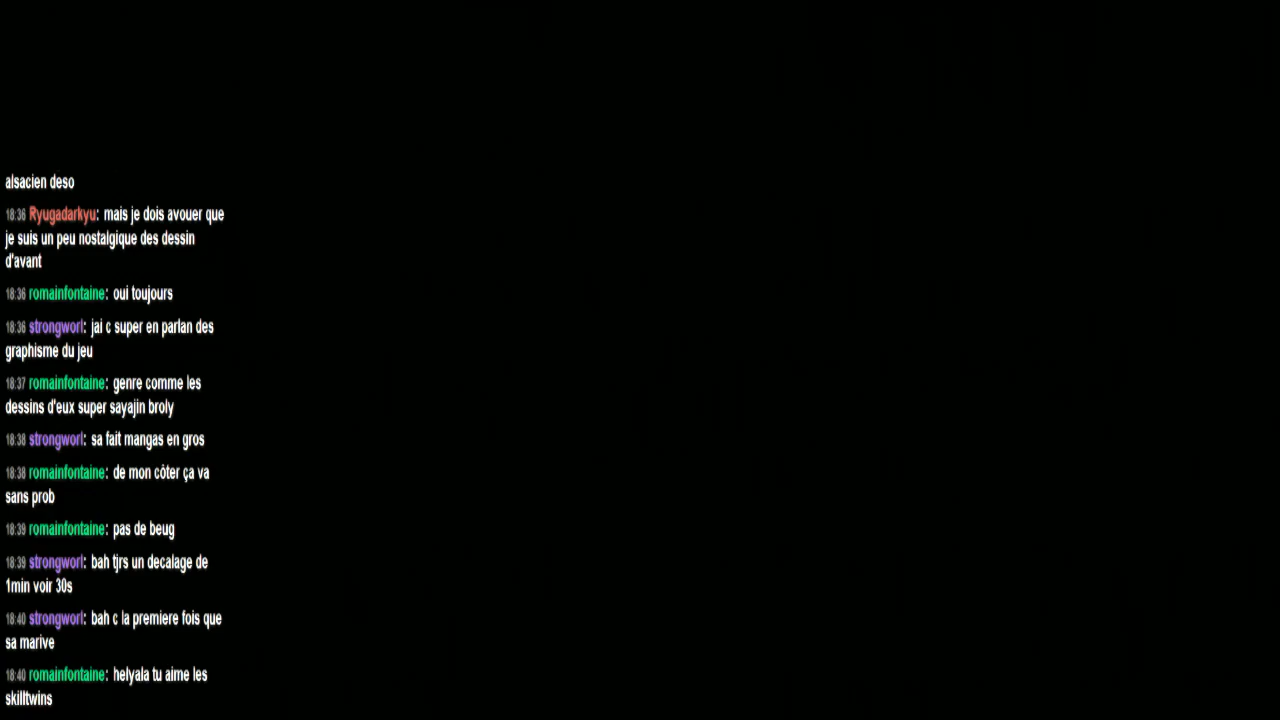 alsacien deso
18:36 Ryugadarkyu: mais je dois avouer que
je suis un peu nostalgique des dessin
d'avant
18:36 romainfontaine: oui toujours
18:36 strongworl: jai c super en parlan des
graphisme du jeu
18:37 romainfontaine: genre comme les
dessins d'eux super sayajin broly
18:38 strongworl: sa fait mangas en gros
18:38 romainfontaine: de mon côter ça va
sans prob
18:39 romainfontaine: pas de beug
18:39 strongworl: bah tjrs un decalage de
1min voir 30s
18:40 strongworl: bah c la premiere fois que
sa marive
18:40 romainfontaine: helyala tu aime les
skilltwins